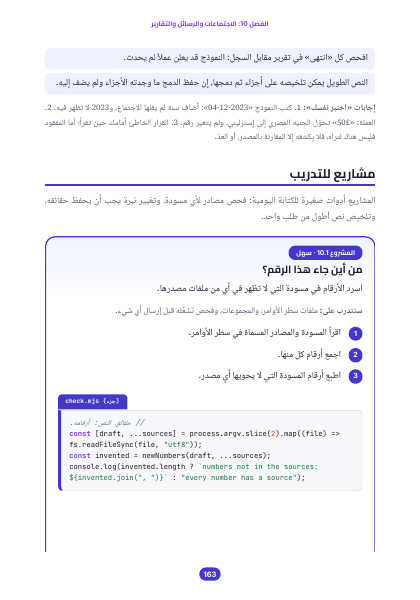 الفصل 10: الاجتماعات والرسائل والتقارير
افحص كل «انتهى» في تقرير مقابل السجل: النموذج قد يعلن عملاً لم يحدث.
النص الطويل يمكن تلخيصه على أجزاء ثم دمجها، إن حفظ الدمج ما وجدته الأجزاء ولم يضف إليه.
إجابات «اختبر نفسك»: 1. كتب النموذج «2023-12-04»: أضاف سنة لم يقلها الاجتماع، و2023 لا تظهر فيه. 2.
العملة: «£50» تحوّل الجنيه المصري إلى إسترليني، ولم يتغير رقم. 3. القرار الخاطئ أمامك حين تقرأ؛ أما المفقود
فليس هناك لتراه، فلا يكشفه إلا المقارنة بالمصدر، أو العدّ.
مشاريع للتدريب
المشاريع أدوات صغيرة للكتابة اليومية: فحص مصادر لأي مسودة، وتغيير نبرة يجب أن يحفظ حقائقه،
وتلخيص نص أطول من طلب واحد.
المشروع 10.1 · سهل
من أين جاء هذا الرقم؟
اسرد الأرقام في مسودة التي لا تظهر في أي من ملفات مصدرها.
ستتدرب على: ملفات سطر الأوامر، والمجموعات، وفحص تشغّله قبل إرسال أي شيء.
1 اقرأ المسودة والمصادر المسماة في سطر الأوامر.
2 اجمع أرقام كل منها.
3 اطبع أرقام المسودة التي لا يحويها أي مصدر.
check.mjs (جزء)
// حقائق النص: أرقامه.
const [draft, ...sources] = process.argv.slice(2).map((file) =>
fs.readFileSync(file, "utf8"));
const invented = newNumbers(draft, ...sources);
console.log(invented.length ? `numbers not in the sources:
${invented.join(", ")}` : "every number has a source");
163